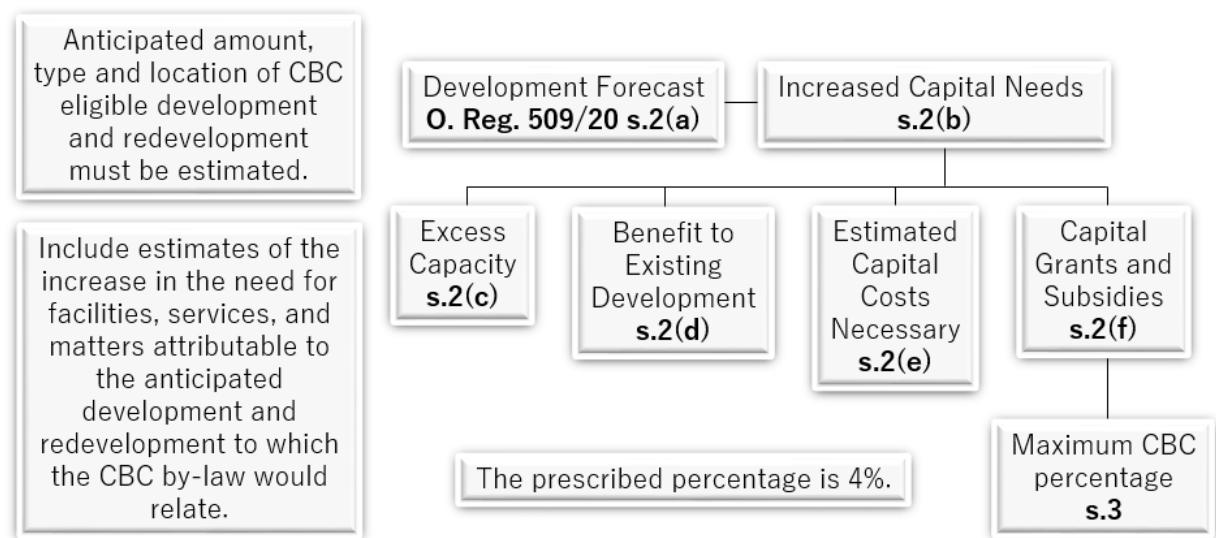 Anticipated amount,
type and location of CBC
eligible development
and redevelopment
must be estimated.
Include estimates of the
increase in the need for
facilities, services, and
matters attributable to
the anticipated
development and
redevelopment to which
the CBC by-law would
relate.
Development Forecast
O. Reg. 509/20 s.2(a)
Increased Capital Needs
s.2(b)
Excess
Capacity
s.2(c)
Benefit to
Existing
Development
s.2(d)
Estimated
Capital
Costs
Necessary
s.2(e)
Capital
Grants and
Subsidies
s.2(f)
Maximum CBC
percentage
s.3
The prescribed percentage is 4%.